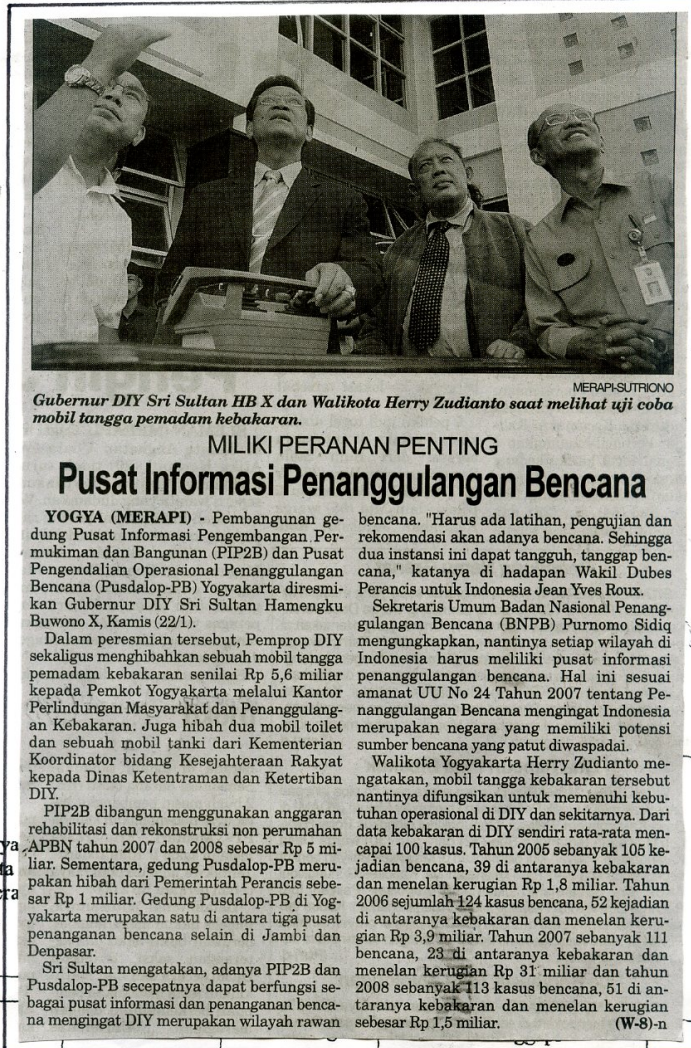 MERAPI-SUTRIONO
Gubernur DIY Sri Sultan HB X dan Walikota Herry Zudianto saat melihat uji coba
mobil tangga pemadam kebakaran.
MILIKI PERANAN PENTING
Pusat Informasi Penanggulangan Bencana
YOGYA (MERAPI) - Pembangunan ge-
dung Pusat Informasi Pengembangan Per-
mukiman dan Bangunan (PIP2B) dan Pusat
Pengendalian Operasional Penanggulangan
Bencana (Pusdalop-PB) Yogyakarta diresmi-
kan Gubernur DIY Sri Sultan Hamengku
Buwono X, Kamis (22/1).
Dalam peresmian tersebut, Pemprop DIY
sekaligus menghibahkan sebuah mobil tangga
pemadam kebakaran senilai Rp 5,6 miliar
kepada Pemkot Yogyakarta melalui Kantor
Perlindungan Masyarakat dan Penanggulang-
an Kebakaran. Juga hibah dua mobil toilet
dan sebuah mobil tanki dari Kementerian
Koordinator bidang Kesejahteraan Rakyat
kepada Dinas Ketentraman dan Ketertiban
DIY.
PIP2B dibangun menggunakan anggaran
rehabilitasi dan rekonstruksi non perumahan
APBN tahun 2007 dan 2008 sebesar Rp 5 mi-
liar. Sementara, gedung Pusdalop-PB meru-
pakan hibah dari Pemerintah Perancis sebe-
sar Rp 1 miliar. Gedung Pusdalop-PB di Yog-
yakarta merupakan satu di antara tiga pusat
penanganan bencana selain di Jambi dan
Denpasar.
Sri Sultan mengatakan, adanya PIP2B dan
Pusdalop-PB secepatnya dapat berfungsi se-
bagai pusat informasi dan penanganan benca-
na mengingat DIY merupakan wilayah rawan
bencana. "Harus ada latihan, pengujian dan
rekomendasi akan adanya bencana. Sehingga
dua instansi ini dapat tangguh, tanggap ben-
cana," katanya di hadapan Wakil Dubes
Perancis untuk Indonesia Jean Yves Roux.
Sekretaris Umum Badan Nasional Penang-
gulangan Bencana (BNPB) Purnomo Sidiq
mengungkapkan, nantinya setiap wilayah di
Indonesia harus meliliki pusat informasi
penanggulangan bencana. Hal ini sesuai
amanat UU No 24 Tahun 2007 tentang Pe-
nanggulangan Bencana mengingat Indonesia
merupakan negara yang memiliki potensi
sumber bencana yang patut diwaspadai.
Walikota Yogyakarta Herry Zudianto me-
ngatakan, mobil tangga kebakaran tersebut
nantinya difungsikan untuk memenuhi kebu-
tuhan operasional di DIY dan sekitarnya. Dari
data kebakaran di DIY sendiri rata-rata men-
capai 100 kasus. Tahun 2005 sebanyak 105 ke-
jadian bencana, 39 di antaranya kebakaran
dan menelan kerugian Rp 1,8 miliar. Tahun
2006 sejumlah 124 kasus bencana, 52 kejadian
di antaranya kebakaran dan menelan keru-
gian Rp 3,9 miliar. Tahun 2007 sebanyak 111
bencana, 23 di antaranya kebakaran dan
menelan kerugian Rp 31 miliar dan tahun
2008 sebanyak 113 kasus bencana, 51 di an-
taranya kebakaran dan menelan kerugian
sebesar Rp 1,5 miliar. (W-8)-n